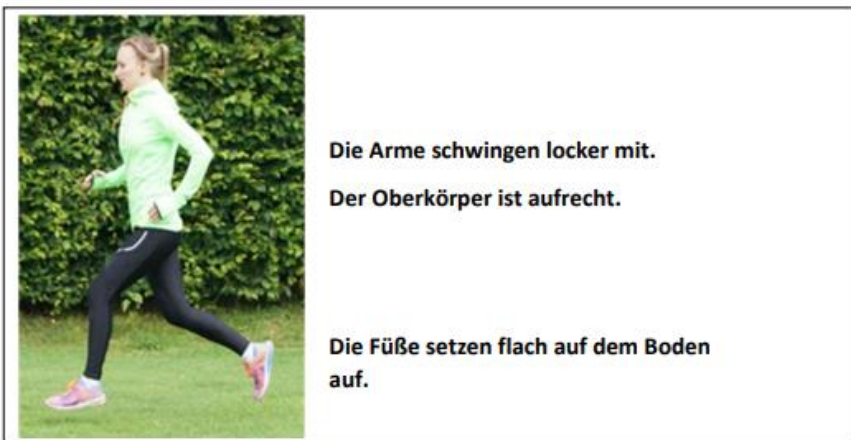 Die Arme schwingen locker mit.
Der Oberkörper ist aufrecht.
Die Füße setzen flach auf dem Boden
auf.